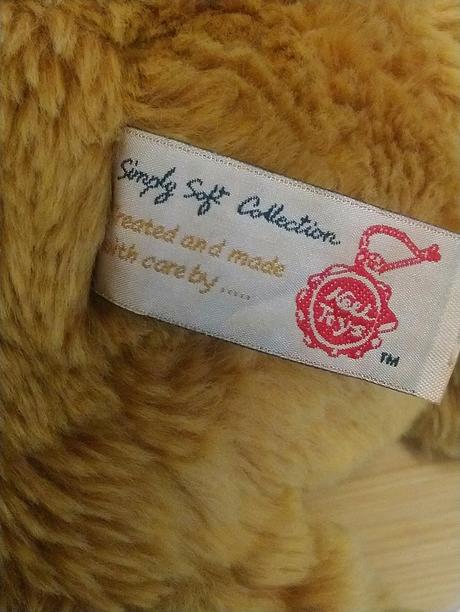 Simply Soft Collection
reated and made
ith care by .....
Keel
Toys
TM